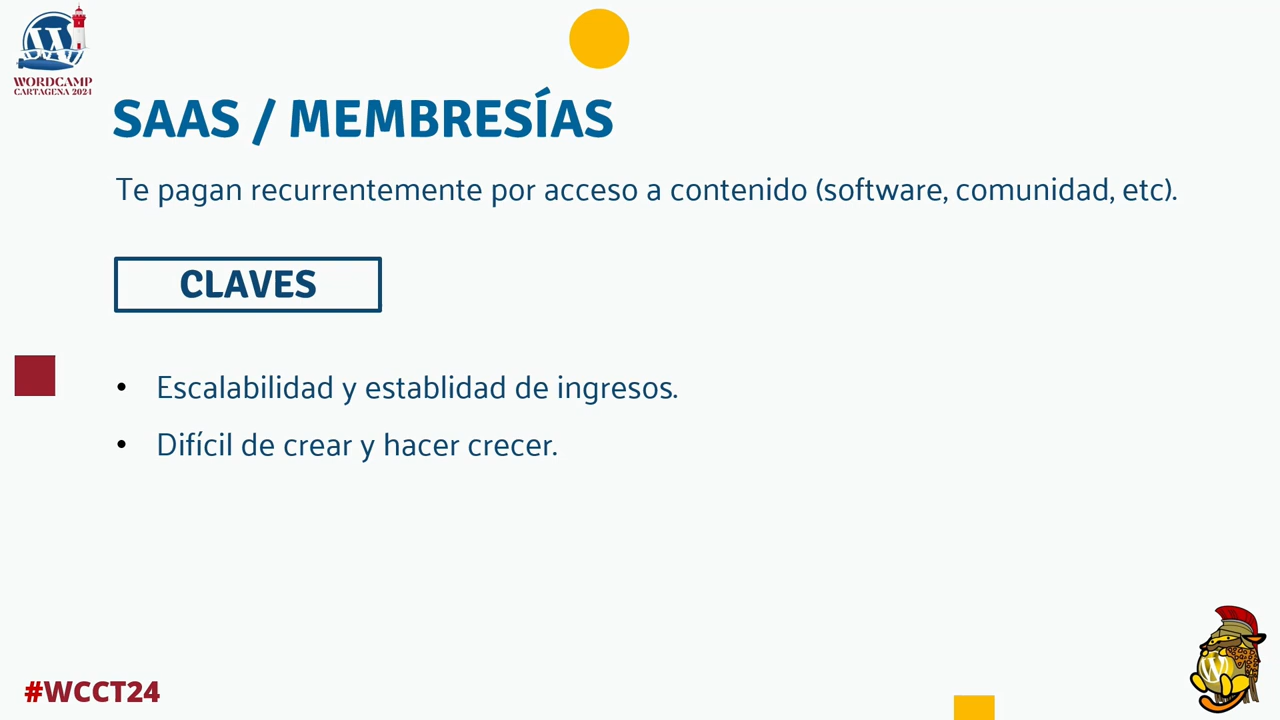 WORDCAMP
CARTAGENA 2024
SAAS / MEMBRESÍAS
Te pagan recurrentemente por acceso a contenido (software, comunidad, etc).
CLAVES
• Escalabilidad y establidad de ingresos.
• Difícil de crear y hacer crecer.
#WCCT24